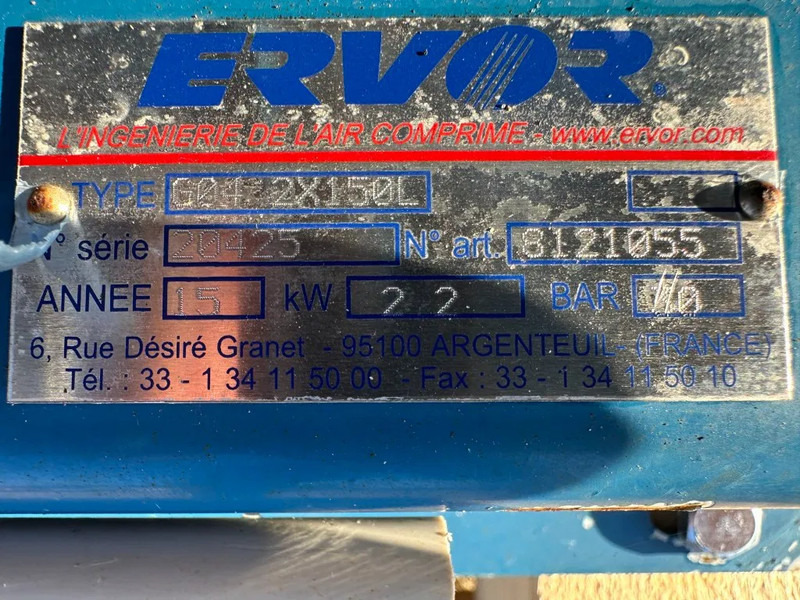 ERVOR
L'INGENIERIE DE L'AIR COMPRIME - www.ervor.com
TYPE G04 2X150L
N° série 20425 N° art. 6121055
ANNEE 15 kW 2 2 BAR 10
6, Rue Désiré Granet - 95100 ARGENTEUIL - (FRANCE)
Tél. : 33 - 1 34 11 50 00 - Fax : 33 - 1 34 11 50 10